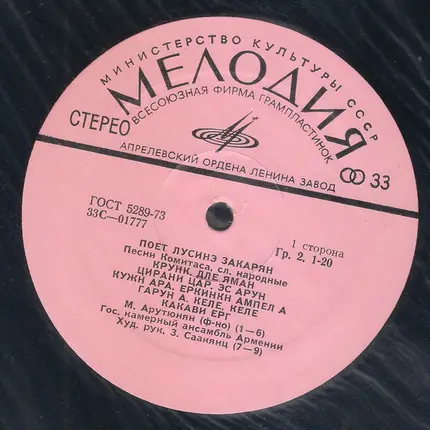 МИНИСТЕРСТВО КУЛЬТУРЫ СССР
МЕЛОДИЯ
ВСЕСОЮЗНАЯ ФИРМА ГРАМПЛАСТИНОК
СТЕРЕО
АПРЕЛЕВСКИЙ ОРДЕНА ЛЕНИНА ЗАВОД
33
ГОСТ 5289-73
33С—01777
1 сторона
Гр. 2. 1-20
ПОЕТ ЛУСИНЭ ЗАКАРЯН
Песни Комитаса, сл. народные
КРУНК, ДЛЕ ЯМАН
ЦИРАНИ ЦАР, ЭС АРУН
КУЖН АРА, ЕРКИНКН АМПЕЛ А
ГАРУН А, КЕЛЕ, КЕЛЕ
КАКАВИ ЕРГ
М. Арутюнян (ф-но) (1—6)
Гос. камерный ансамбль Армении
Худ. рук. З. Саанянц (7—9)